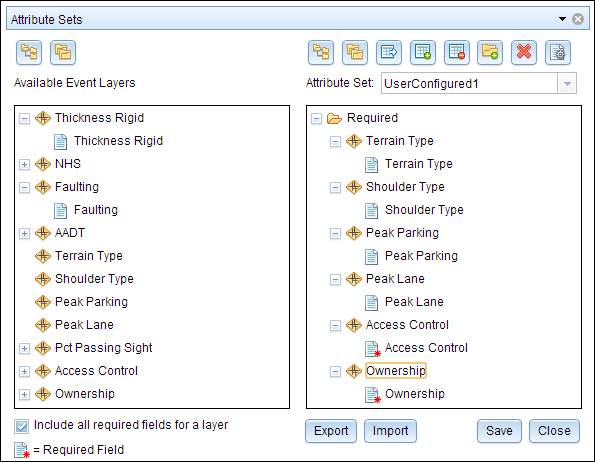 Attribute Sets
Available Event Layers
Attribute Set: UserConfigured1
Thickness Rigid
Thickness Rigid
NHS
Faulting
Faulting
AADT
Terrain Type
Shoulder Type
Peak Parking
Peak Lane
Pct Passing Sight
Access Control
Ownership
Required
Terrain Type
Terrain Type
Shoulder Type
Shoulder Type
Peak Parking
Peak Parking
Peak Lane
Peak Lane
Access Control
Access Control
Ownership
Ownership
Include all required fields for a layer
= Required Field
Export Import Save Close